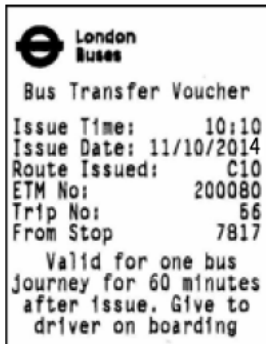 London
Buses
Bus Transfer Voucher
Issue Time: 10:10
Issue Date: 11/10/2014
Route Issued: C10
ETM No: 200080
Trip No: 56
From Stop 7817
Valid for one bus
journey for 60 minutes
after issue. Give to
driver on boarding